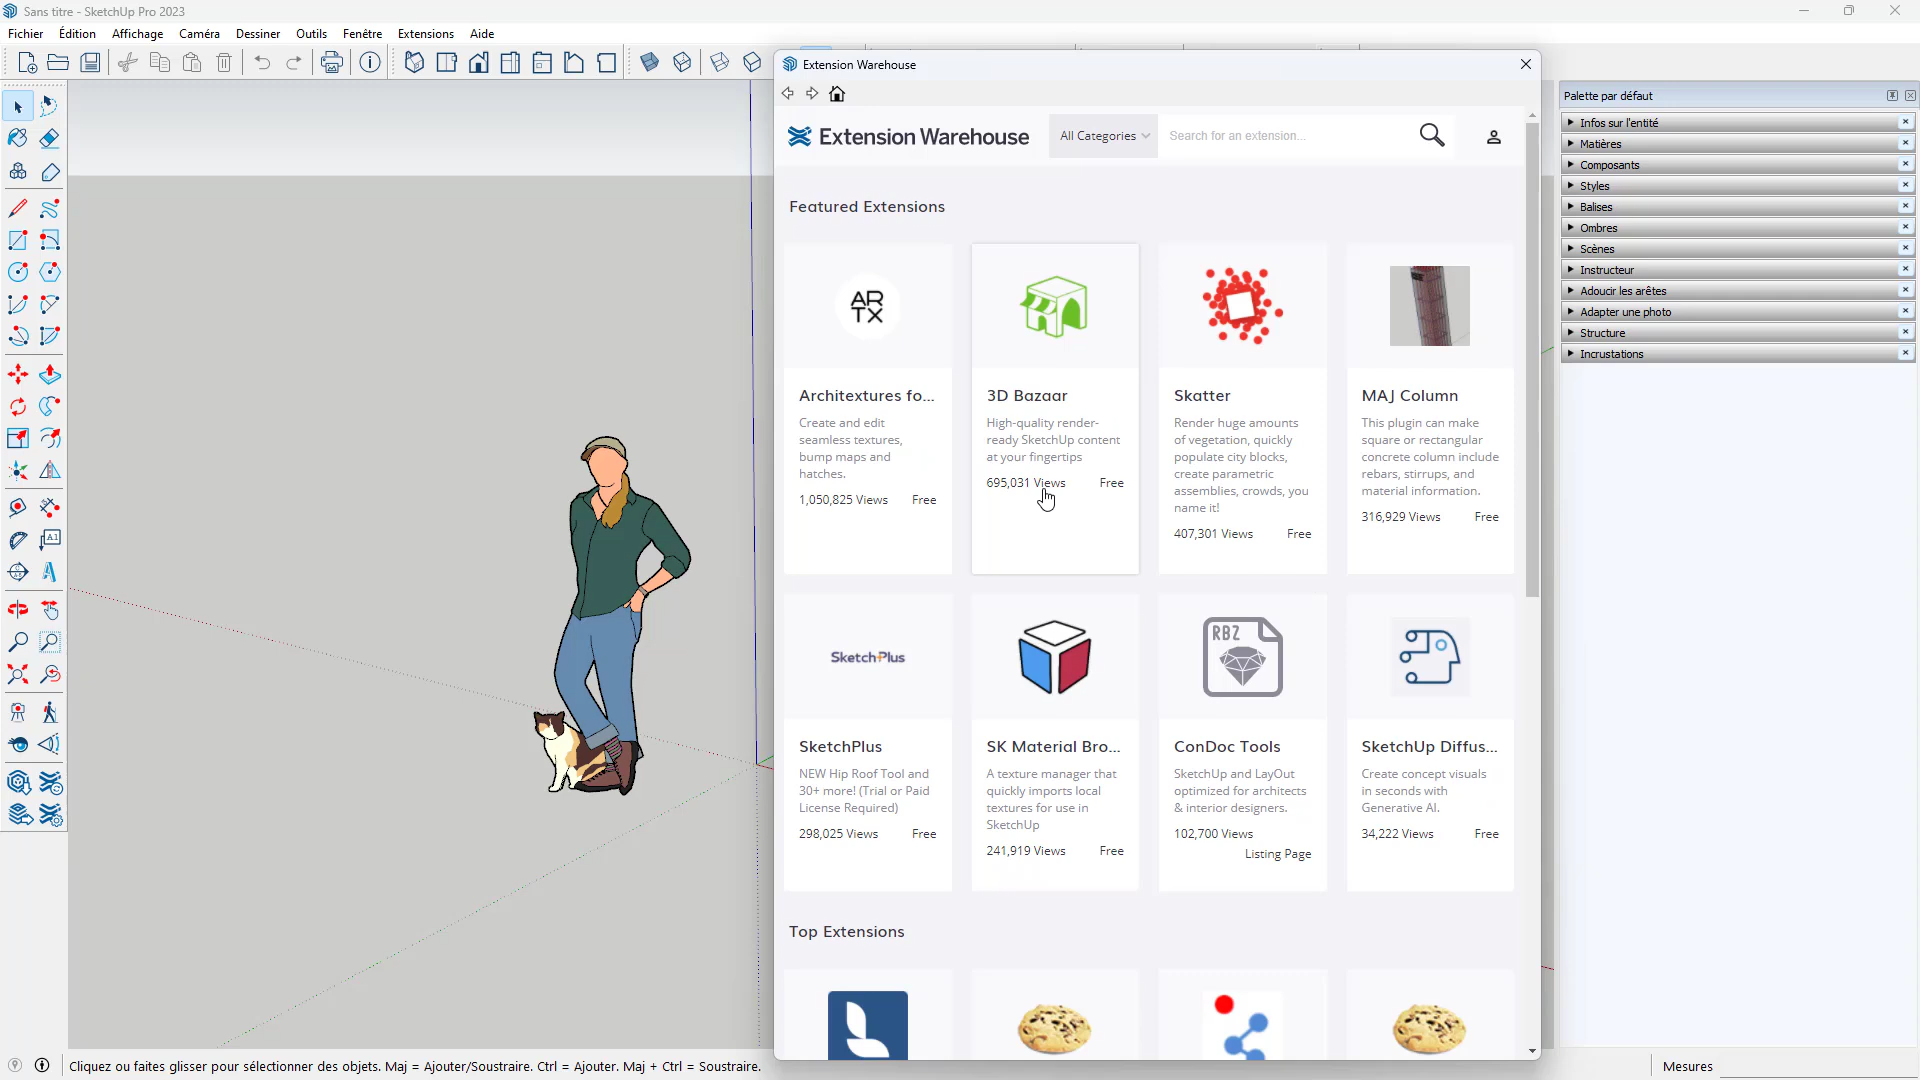 Sans titre - SketchUp Pro 2023
Fichier Édition Affichage Caméra Dessiner Outils Fenêtre Extensions Aide
Extension Warehouse
Extension Warehouse
All Categories
Search for an extension...
Featured Extensions
AR
TX
Architextures fo...
Create and edit
seamless textures,
bump maps and
hatches.
1,050,825 Views Free
3D Bazaar
High-quality render-
ready SketchUp content
at your fingertips
695,031 Views Free
Skatter
Render huge amounts
of vegetation, quickly
populate city blocks,
create parametric
assemblies, crowds, you
name it!
407,301 Views Free
MAJ Column
This plugin can make
square or rectangular
concrete column include
rebars, stirrups, and
material information.
316,929 Views Free
SketchPlus
SketchPlus
NEW Hip Roof Tool and
30+ more! (Trial or Paid
License Required)
298,025 Views Free
SK Material Bro...
A texture manager that
quickly imports local
textures for use in
SketchUp
241,919 Views Free
RBZ
ConDoc Tools
SketchUp and LayOut
optimized for architects
& interior designers.
102,700 Views
Listing Page
SketchUp Diffus...
Create concept visuals
in seconds with
Generative AI.
34,222 Views Free
Top Extensions
Palette par défaut
Infos sur l'entité
Matières
Composants
Styles
Balises
Ombres
Scènes
Instructeur
Adoucir les arêtes
Adapter une photo
Structure
Incrustations
Cliquez ou faites glisser pour sélectionner des objets. Maj = Ajouter/Soustraire. Ctrl = Ajouter. Maj + Ctrl = Soustraire.
Mesures